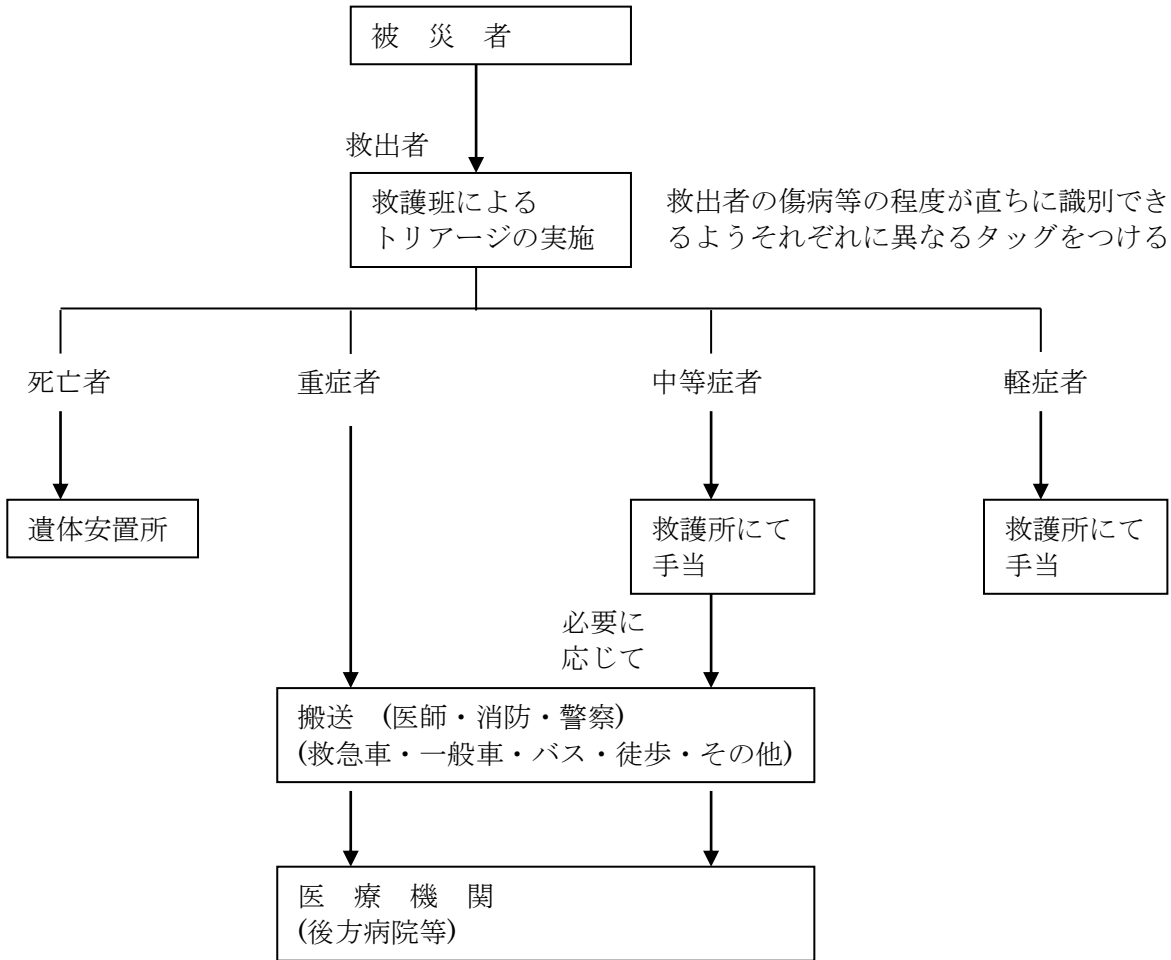 被 災 者
救出者
救護班による
トリアージの実施
救出者の傷病等の程度が直ちに識別でき
るようそれぞれに異なるタッグをつける
死亡者
重症者
中等症者
軽症者
遺体安置所
救護所にて
手当
救護所にて
手当
必要に
応じて
搬送 (医師・消防・警察)
(救急車・一般車・バス・徒歩・その他)
医 療 機 関
(後方病院等)